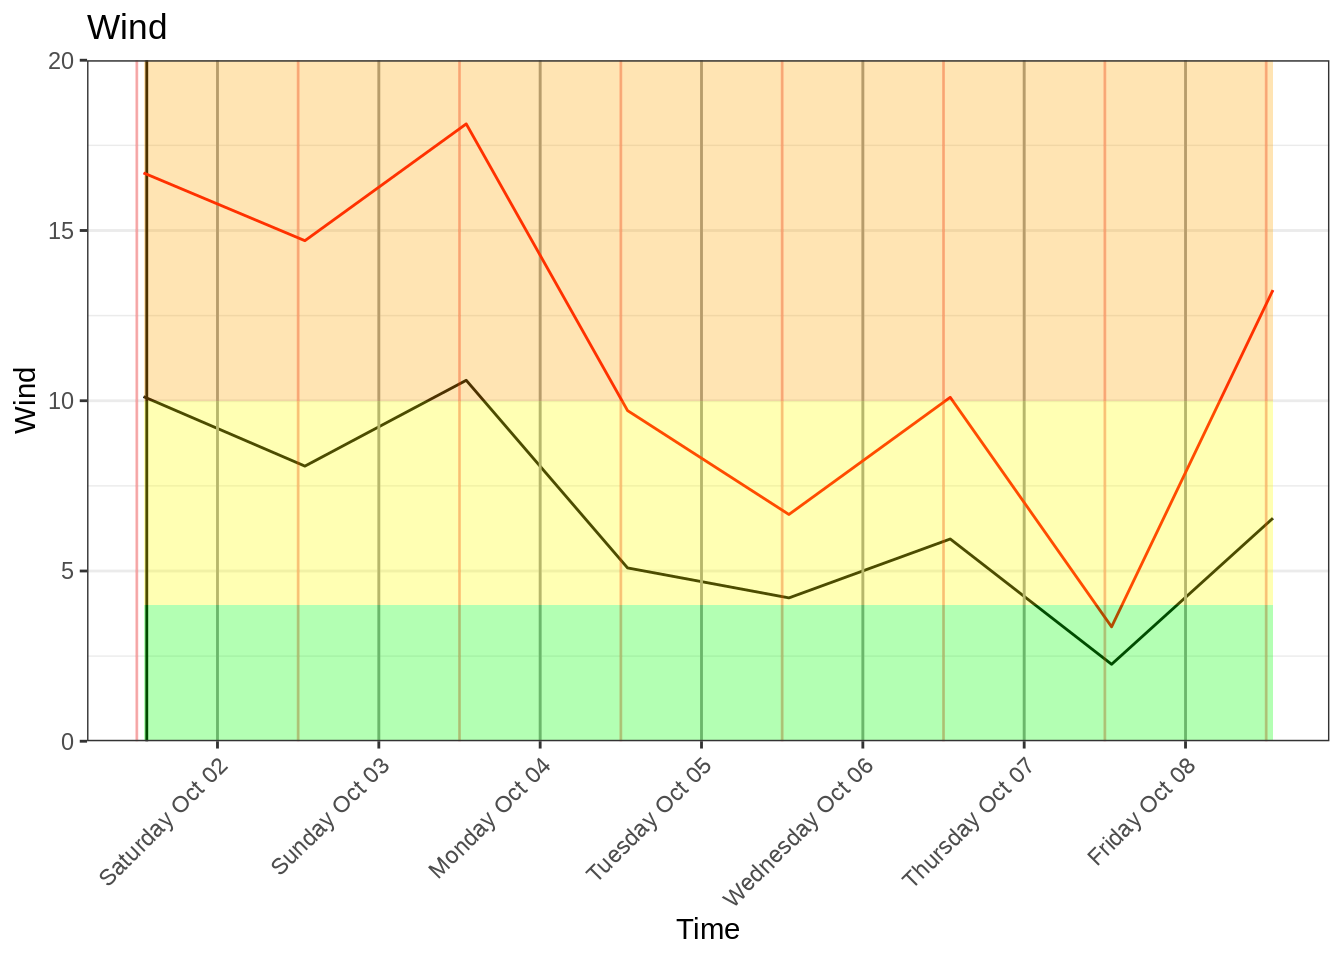 Wind
20
15
10
5
0
Wind
Saturday Oct 02
Sunday Oct 03
Monday Oct 04
Tuesday Oct 05
Wednesday Oct 06
Thursday Oct 07
Friday Oct 08
Time